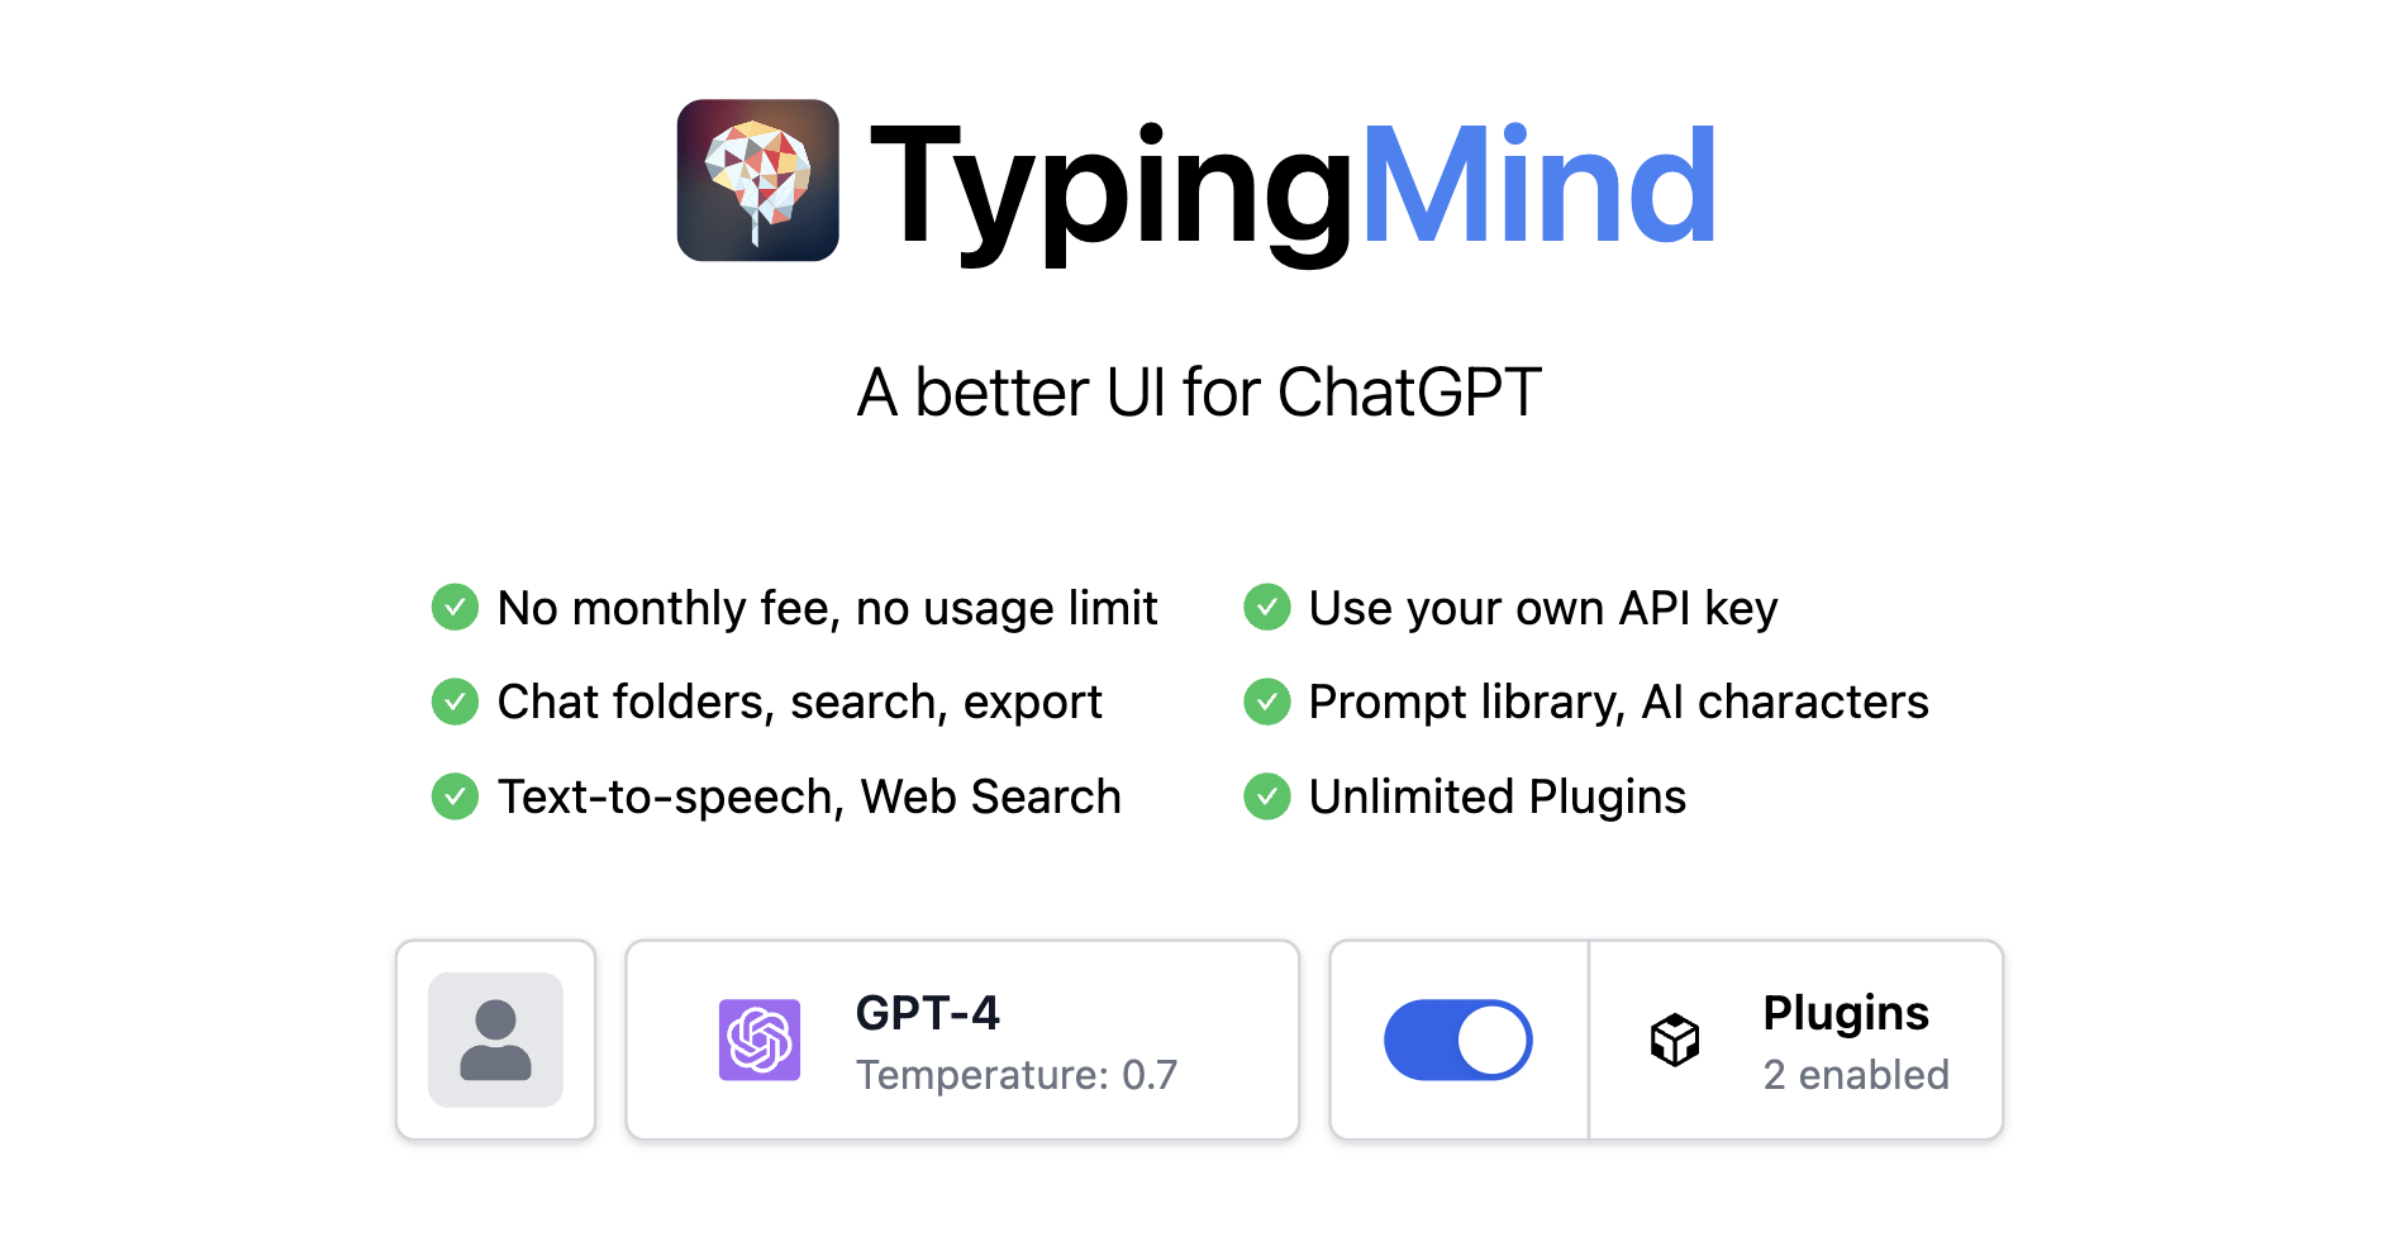 TypingMind
A better UI for ChatGPT
No monthly fee, no usage limit
Use your own API key
Chat folders, search, export
Prompt library, AI characters
Text-to-speech, Web Search
Unlimited Plugins
GPT-4
Temperature: 0.7
Plugins
2 enabled